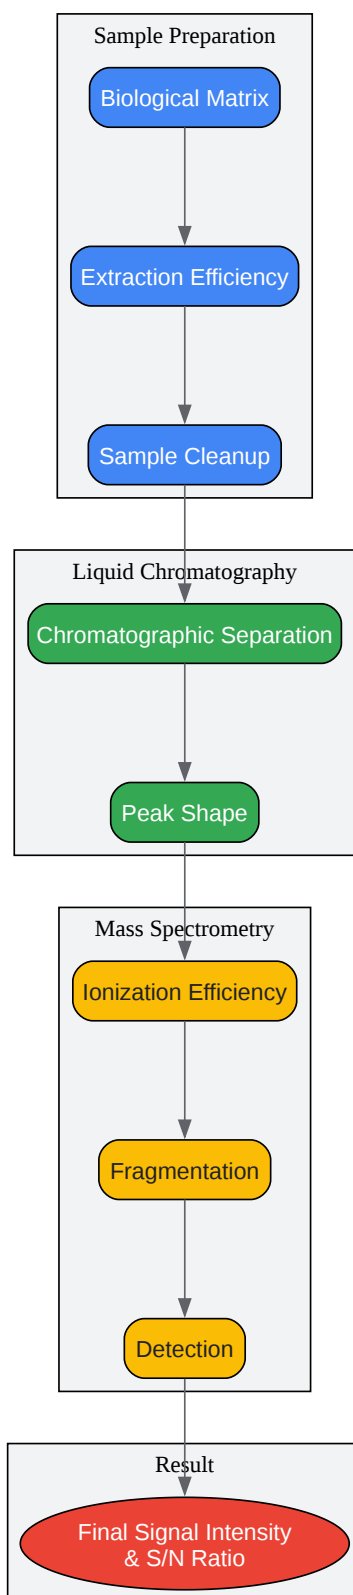 Sample Preparation
Biological Matrix
Extraction Efficiency
Sample Cleanup
Liquid Chromatography
Chromatographic Separation
Peak Shape
Mass Spectrometry
Ionization Efficiency
Fragmentation
Detection
Result
Final Signal Intensity
& S/N Ratio